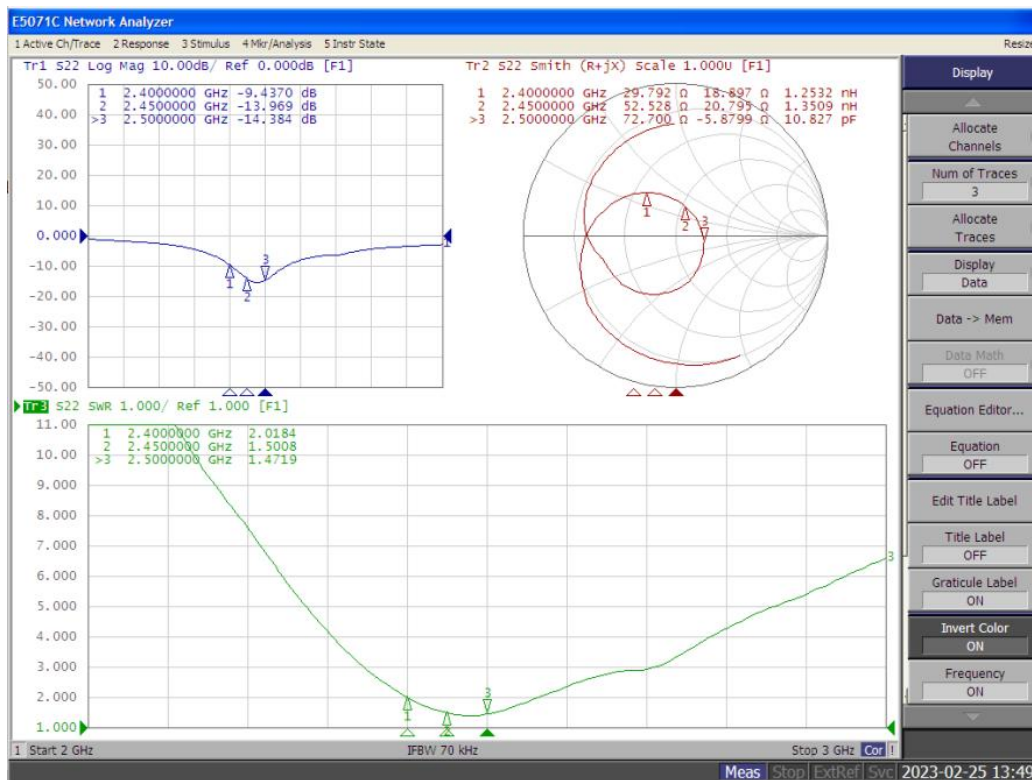 E5071C Network Analyzer
1 Active Ch/Trace 2 Response 3 Stimulus 4 Mkr/Analysis 5 Instr State
Resize
Tr1 S22 Log Mag 10.00dB/ Ref 0.000dB [F1]
50.00
40.00
30.00
20.00
10.00
0.000
-10.00
-20.00
-30.00
-40.00
-50.00
1 2.4000000 GHz -9.4370 dB
2 2.4500000 GHz -13.969 dB
>3 2.5000000 GHz -14.384 dB
1
2
3
1
Tr2 S22 Smith (R+jX) Scale 1.000U [F1]
1 2.4000000 GHz 29.792 Ω 18.897 Ω 1.2532 nH
2 2.4500000 GHz 52.528 Ω 20.795 Ω 1.3509 nH
>3 2.5000000 GHz 72.700 Ω -5.8799 Ω 10.827 pF
1
2
3
Tr3 S22 SWR 1.000/ Ref 1.000 [F1]
11.00
10.00
9.000
8.000
7.000
6.000
5.000
4.000
3.000
2.000
1.000
1 2.4000000 GHz 2.0184
2 2.4500000 GHz 1.5008
>3 2.5000000 GHz 1.4719
1
2
3
3
1 Start 2 GHz
IFBW 70 kHz
Stop 3 GHz Cor !
Display
Allocate
Channels
Num of Traces
3
Allocate
Traces
Display
Data
Data -> Mem
Data Math
OFF
Equation Editor...
Equation
OFF
Edit Title Label
Title Label
OFF
Graticule Label
ON
Invert Color
ON
Frequency
ON
Meas Stop ExtRef Svc 2023-02-25 13:49